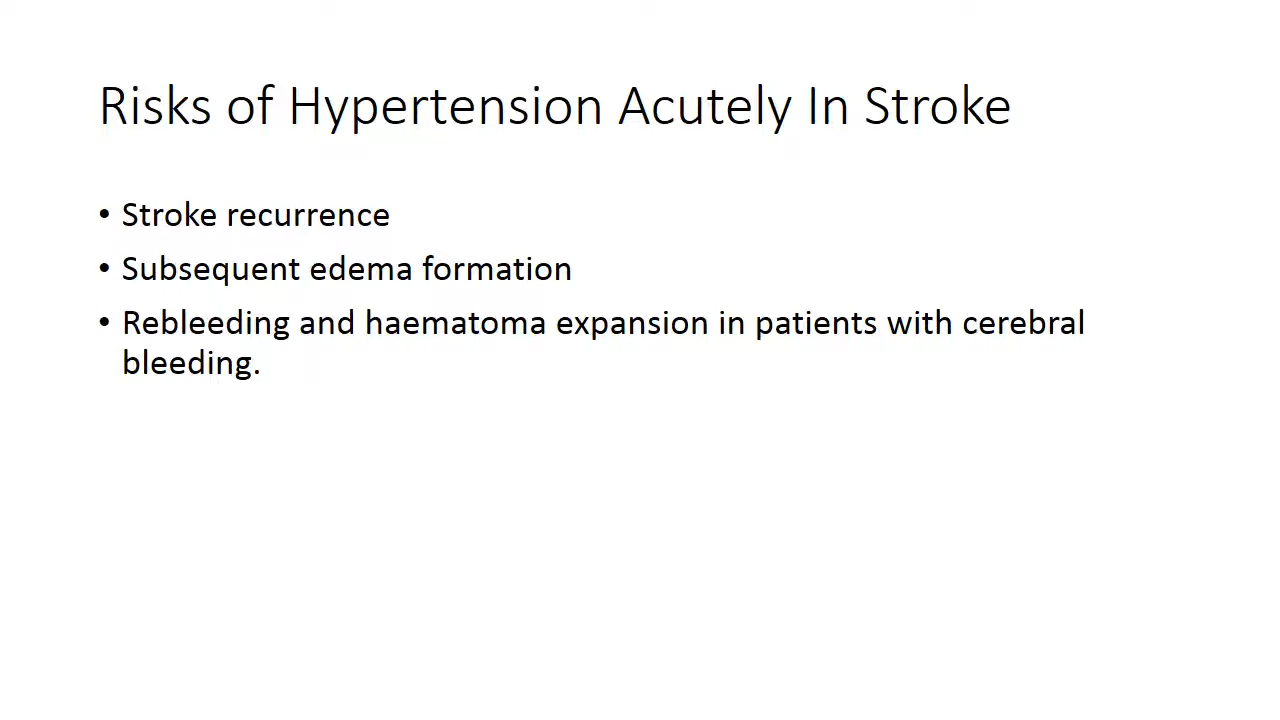 Risks of Hypertension Acutely In Stroke
• Stroke recurrence
• Subsequent edema formation
• Rebleeding and haematoma expansion in patients with cerebral
bleeding.